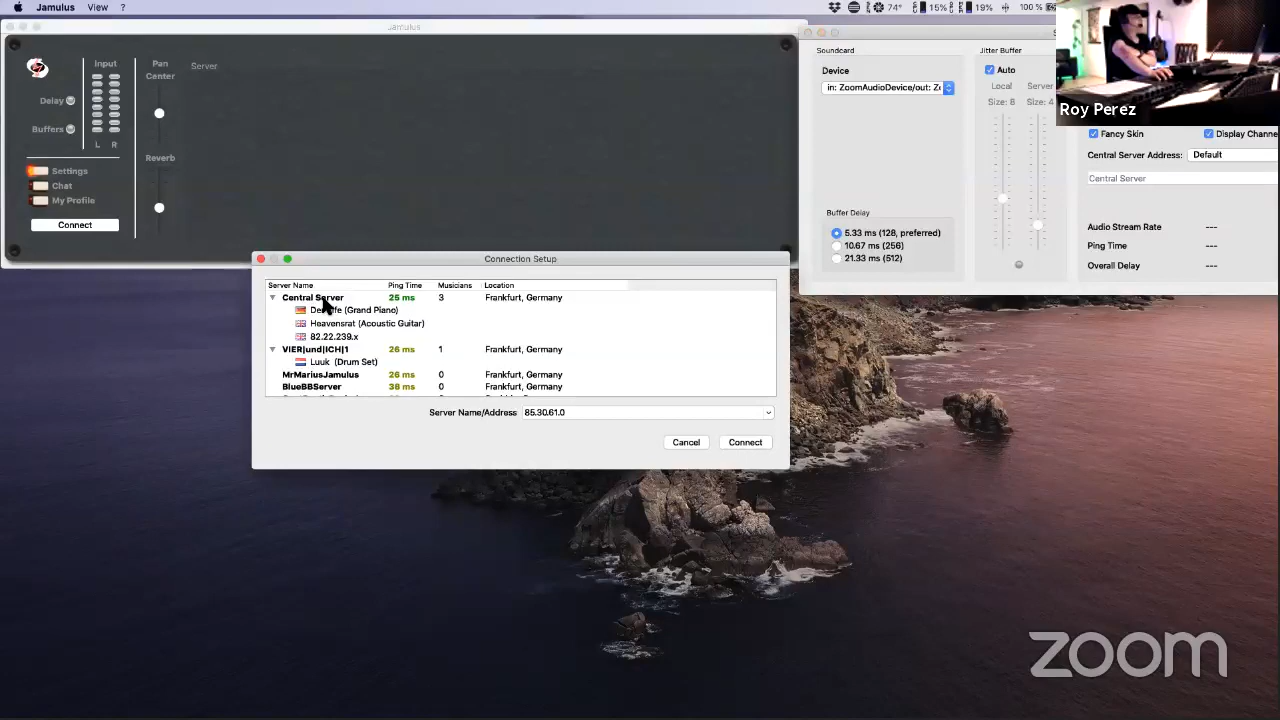 Jamulus View ?
74° 15% 19% 100 %
Jamulus
Input
Pan
Center
Server
Delay
Buffers
L R
Reverb
Settings
Chat
My Profile
Connect
Soundcard
Device
in: ZoomAudioDevice/out:
Jitter Buffer
Auto
Local Server
Size: 8 Size: 4
Buffer Delay
5.33 ms (128, preferred)
10.67 ms (256)
21.33 ms (512)
Roy Perez
Fancy Skin Display Channe
Central Server Address: Default
Central Server
Audio Stream Rate ---
Ping Time ---
Overall Delay ---
Connection Setup
Server Name Ping Time Musicians Location
Central Server 25 ms 3 Frankfurt, Germany
(Grand Piano)
Heavensrat (Acoustic Guitar)
82.22.239.x
VIER|und|ICH|1 26 ms 1 Frankfurt, Germany
Luuk (Drum Set)
MrMariusJamulus 26 ms 0 Frankfurt, Germany
BlueBBServer 38 ms 0 Frankfurt, Germany
Server Name/Address 85.30.61.0
Cancel Connect
zoom